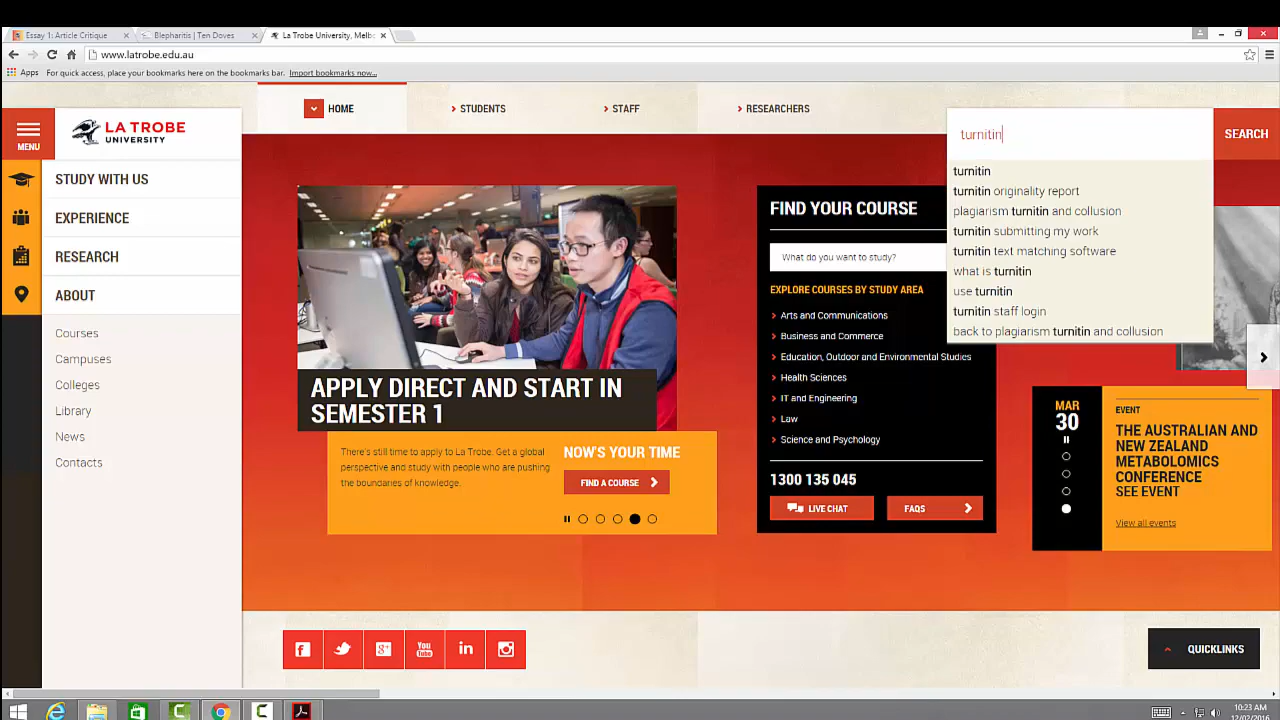 Essay 1: Article Critique
Blepharitis | Ten Doves
La Trobe University, Melbo
www.latrobe.edu.au
Apps
For quick access, place your bookmarks here on the bookmarks bar. Import bookmarks now...
HOME
STUDENTS
STAFF
RESEARCHERS
MENU
LA TROBE
UNIVERSITY
turnitin
SEARCH
turnitin
turnitin originality report
plagiarism turnitin and collusion
turnitin submitting my work
turnitin text matching software
what is turnitin
use turnitin
turnitin staff login
back to plagiarism turnitin and collusion
STUDY WITH US
EXPERIENCE
RESEARCH
ABOUT
Courses
Campuses
Colleges
Library
News
Contacts
APPLY DIRECT AND START IN
SEMESTER 1
There's still time to apply to La Trobe. Get a global
perspective and study with people who are pushing
the boundaries of knowledge.
NOW'S YOUR TIME
FIND A COURSE
FIND YOUR COURSE
What do you want to study?
EXPLORE COURSES BY STUDY AREA
Arts and Communications
Business and Commerce
Education, Outdoor and Environmental Studies
Health Sciences
IT and Engineering
Law
Science and Psychology
1300 135 045
LIVE CHAT
FAQS
MAR
30
EVENT
THE AUSTRALIAN AND
NEW ZEALAND
METABOLOMICS
CONFERENCE
SEE EVENT
View all events
You
Tube
QUICKLINKS
10:23 AM
12/02/2016